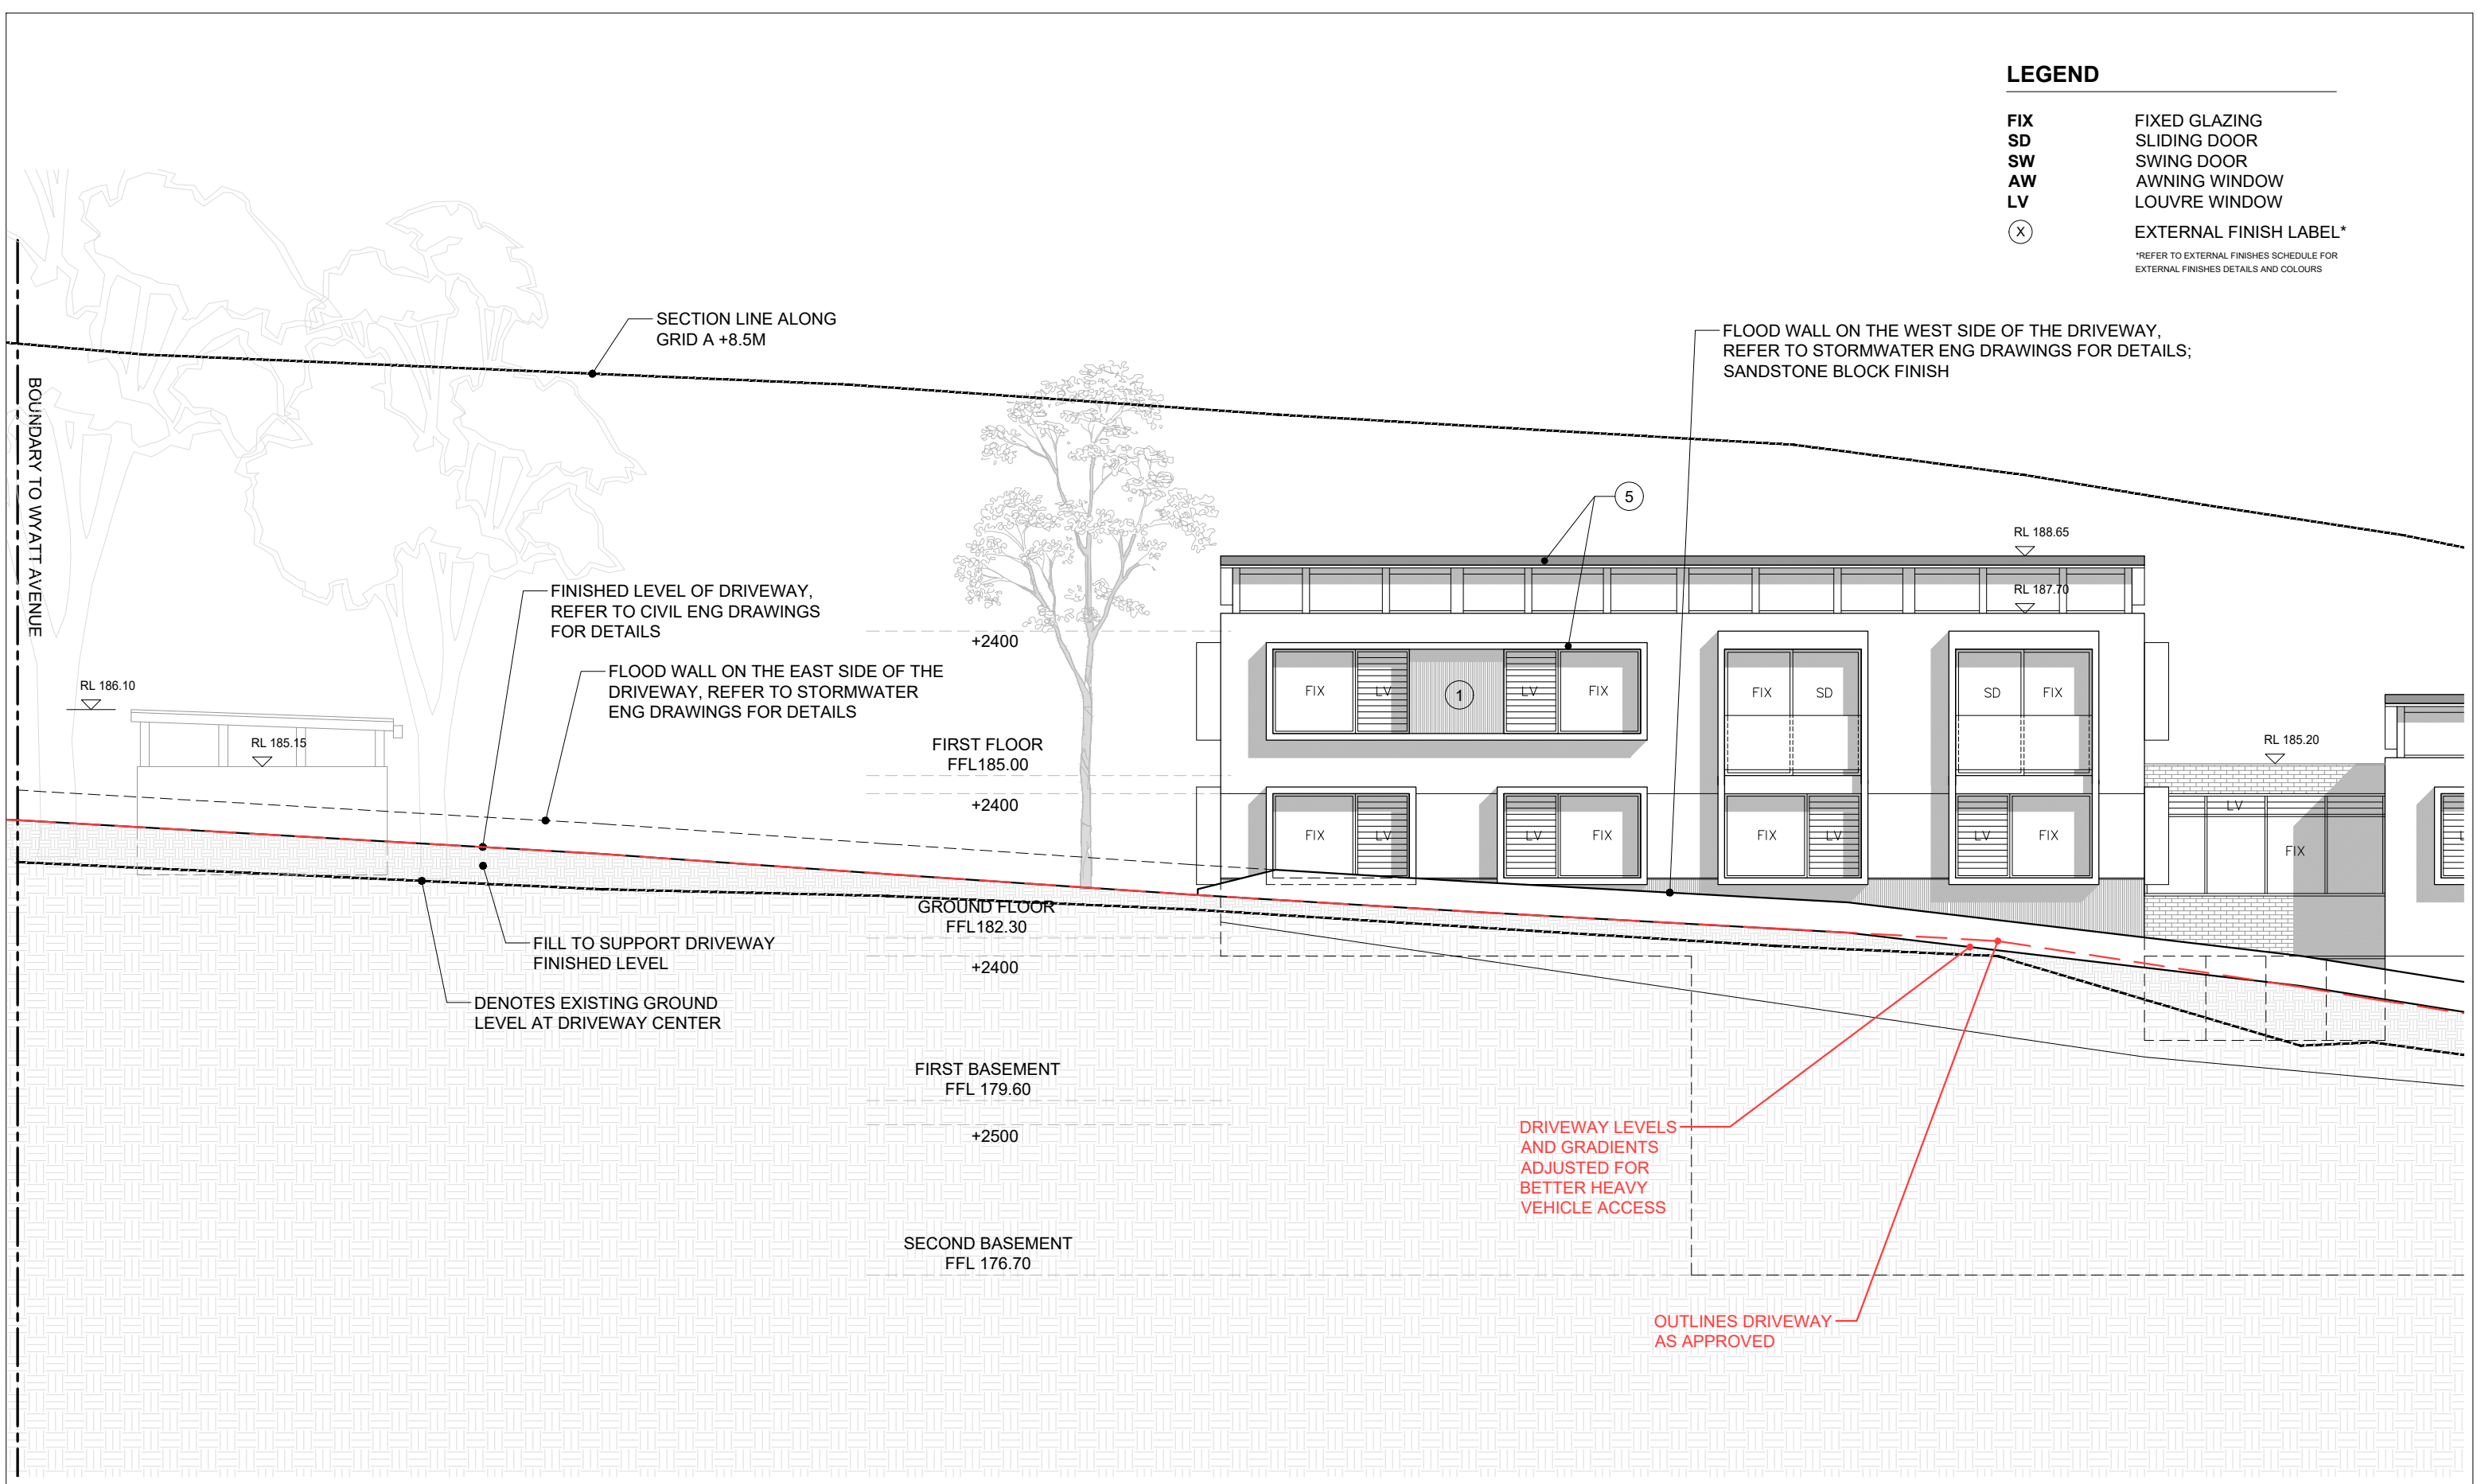 LEGEND
FIX FIXED GLAZING
SD SLIDING DOOR
SW SWING DOOR
AW AWNING WINDOW
LV LOUVRE WINDOW
X EXTERNAL FINISH LABEL*
*REFER TO EXTERNAL FINISHES SCHEDULE FOR
EXTERNAL FINISHES DETAILS AND COLOURS
SECTION LINE ALONG
GRID A +8.5M
FLOOD WALL ON THE WEST SIDE OF THE DRIVEWAY,
REFER TO STORMWATER ENG DRAWINGS FOR DETAILS;
SANDSTONE BLOCK FINISH
BOUNDARY TO WYATT AVENUE
5
RL 188.65
RL 187.70
FINISHED LEVEL OF DRIVEWAY,
REFER TO CIVIL ENG DRAWINGS
FOR DETAILS
+2400
FLOOD WALL ON THE EAST SIDE OF THE
DRIVEWAY, REFER TO STORMWATER
ENG DRAWINGS FOR DETAILS
RL 186.10
RL 185.15
FIX LV 1 LV FIX FIX SD SD FIX
FIRST FLOOR
FFL185.00
RL 185.20
+2400
LV
FIX LV LV FIX FIX LV LV FIX FIX L
GROUND FLOOR
FFL182.30
FILL TO SUPPORT DRIVEWAY
FINISHED LEVEL
+2400
DENOTES EXISTING GROUND
LEVEL AT DRIVEWAY CENTER
FIRST BASEMENT
FFL 179.60
+2500
DRIVEWAY LEVELS
AND GRADIENTS
ADJUSTED FOR
BETTER HEAVY
VEHICLE ACCESS
SECOND BASEMENT
FFL 176.70
OUTLINES DRIVEWAY
AS APPROVED